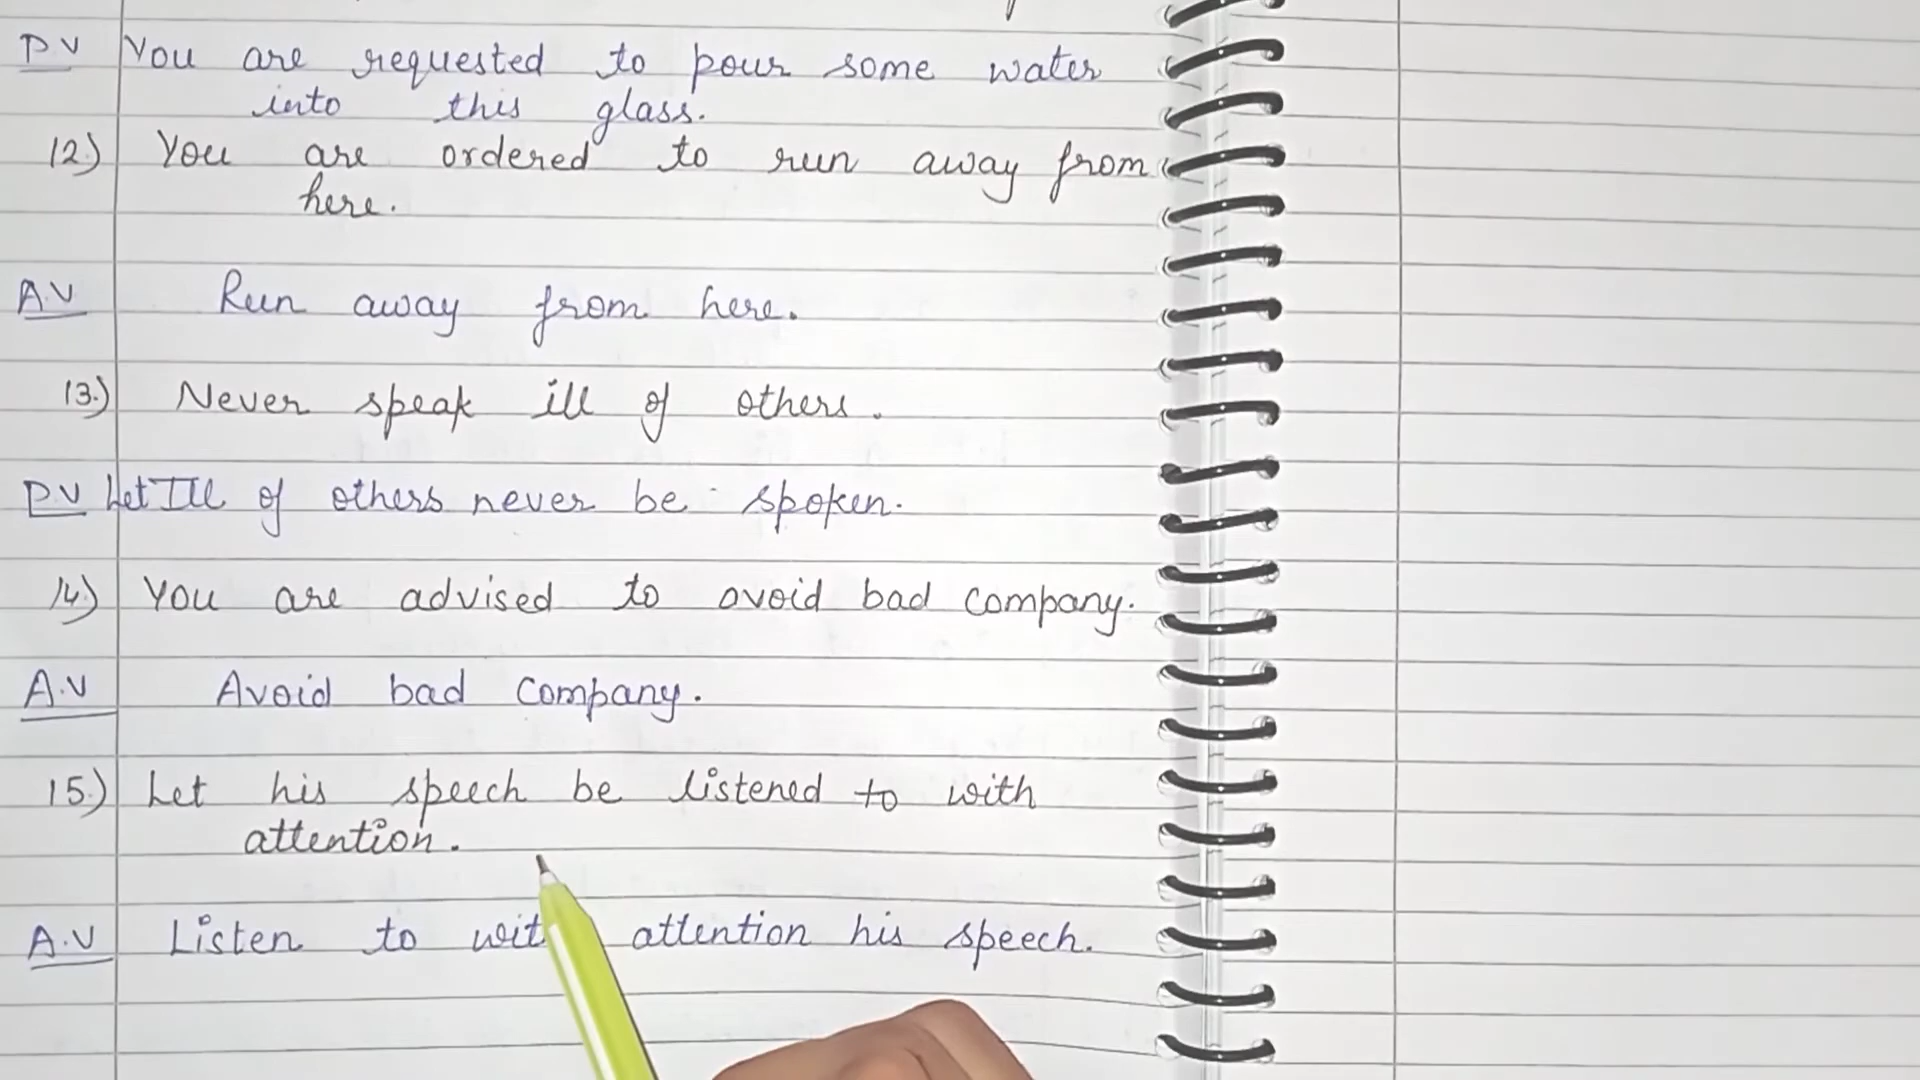 P V You are requested to pour some water
into this glass.
12.) You are ordered to run away from
here.
A.V Run away from here.
13.) Never speak ill of others.
P.V Let Ill of others never be spoken.
14.) You are advised to avoid bad company.
A.V Avoid bad company.
15.) Let his speech be listened to with
attention.
A.V Listen to attention his speech.